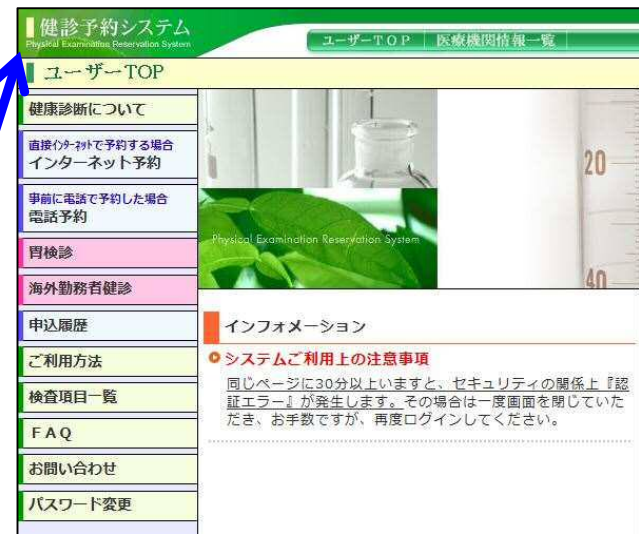 健診予約システム
Physical Examination Reservation System
ユーザーTOP
医療機関情報一覧
ユーザーTOP
健康診断について
直接インターネットで予約する場合
インターネット予約
事前に電話で予約した場合
電話予約
胃検診
海外勤務者健診
申込履歴
ご利用方法
検査項目一覧
FAQ
お問い合わせ
パスワード変更
Physical Examination Reservation System
20
40
インフォメーション
システムご利用上の注意事項
同じページに30分以上いますと、セキュリティの関係上『認
証エラー』が発生します。その場合は一度画面を閉じていた
だき、お手数ですが、再度ログインしてください。